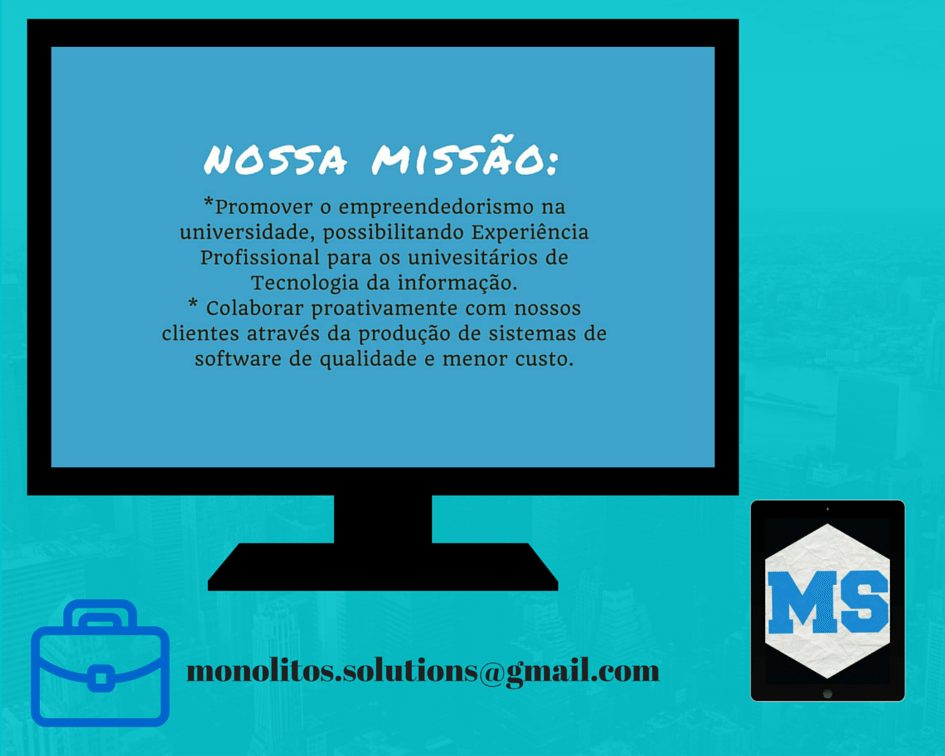 NOSSA MISSÃO:
*Promover o empreendedorismo na
universidade, possibilitando Experiência
Profissional para os univesitários de
Tecnologia da informação.
* Colaborar proativamente com nossos
clientes através da produção de sistemas de
software de qualidade e menor custo.
MS
monolitos.solutions@gmail.com